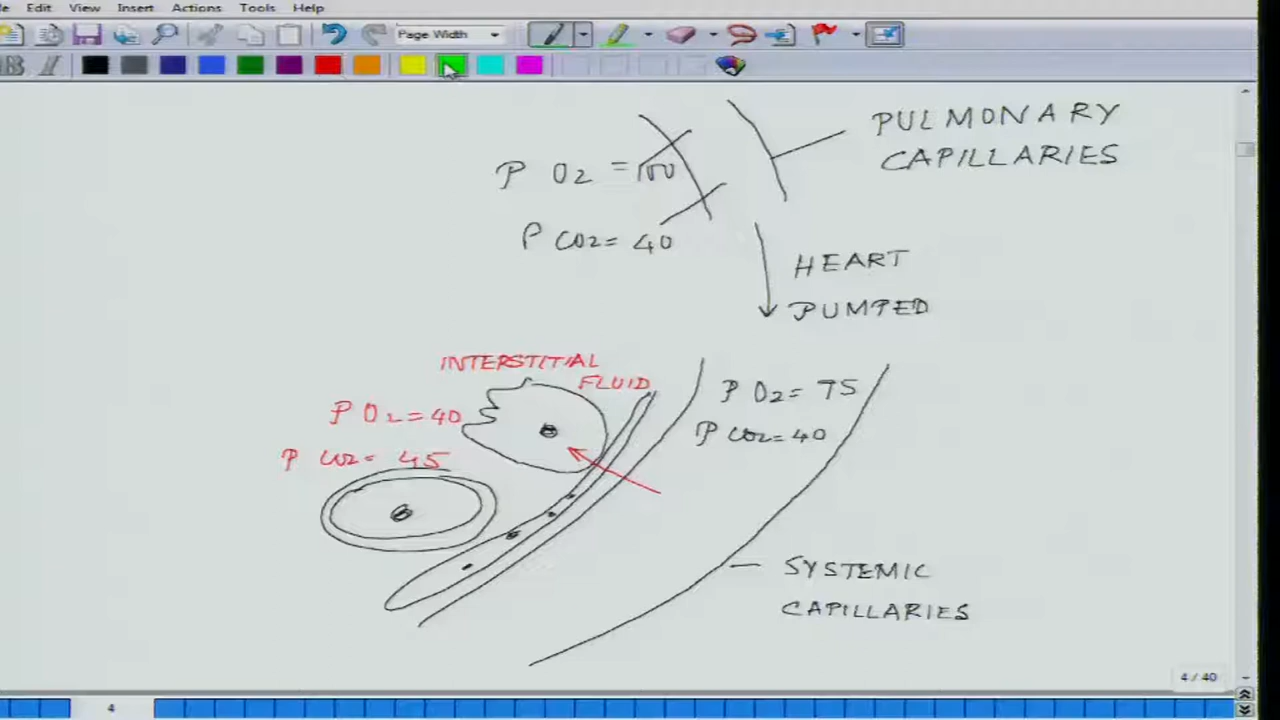 Edit View Insert Actions Tools Help
Page Width
PULMONARY
CAPILLARIES
P O2 = 100
P CO2= 40
HEART
PUMPED
INTERSTITIAL
FLUID
P O2 = 40
P CO2= 45
P O2= 75
P CO2= 40
SYSTEMIC
CAPILLARIES
4 / 40
4